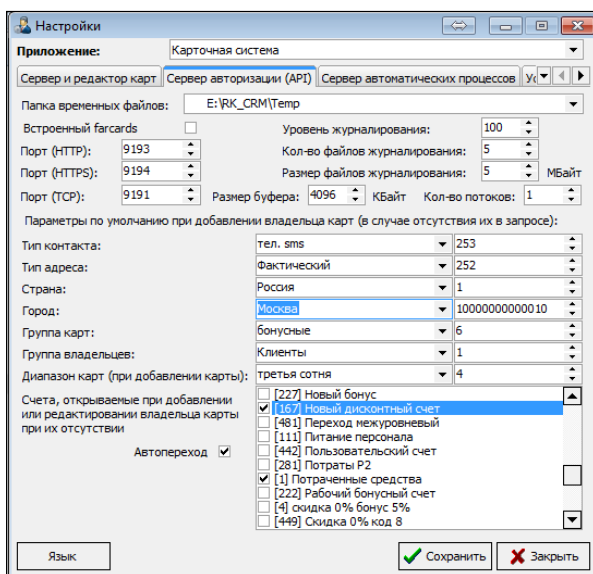 Настройки
Приложение: Карточная система
Сервер и редактор карт Сервер авторизации (API) Сервер автоматических процессов
Папка временных файлов: E:\RK_CRM\Temp
Встроенный farcards Уровень журналирования: 100
Порт (HTTP): 9193 Кол-во файлов журналирования: 5
Порт (HTTPS): 9194 Размер файлов журналирования: 5 МБайт
Порт (TCP): 9191 Размер буфера: 4096 КБайт Кол-во потоков: 1
Параметры по умолчанию при добавлении владельца карт (в случае отсутствия их в запросе):
Тип контакта: тел. sms 253
Тип адреса: Фактический 252
Страна: Россия 1
Город: Москва 10000000000010
Группа карт: бонусные 6
Группа владельцев: Клиенты 1
Диапазон карт (при добавлении карты): третья сотня 4
Счета, открываемые при добавлении
или редактировании владельца карты
при их отсутствии
Автопереход
[227] Новый бонус
[167] Новый дисконтный счет
[481] Переход межуровневый
[111] Питание персонала
[442] Пользовательский счет
[281] Потраты Р2
[1] Потраченные средства
[222] Рабочий бонусный счет
[4] скидка 0% бонус 5%
[449] Скидка 0% код 8
Язык Сохранить Закрыть